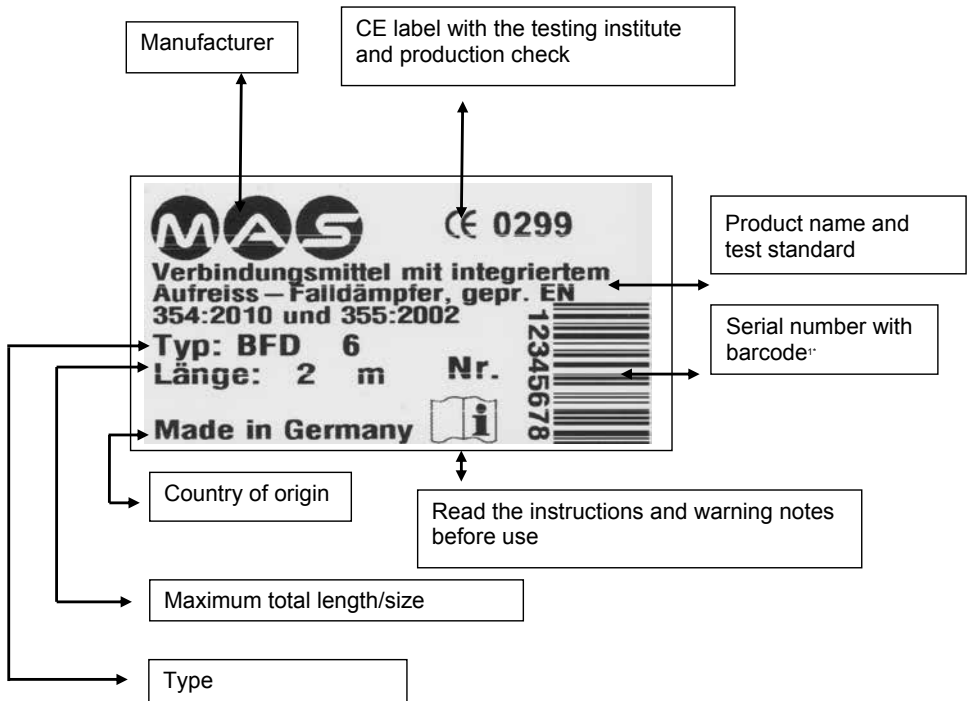 Manufacturer
CE label with the testing institute
and production check
MAS
CE 0299
Verbindungsmittel mit integriertem
Aufreiss – Falldämpfer, gepr. EN
354:2010 und 355:2002
Typ: BFD 6
Länge: 2 m
Nr.
12345678
Made in Germany
i
Product name and
test standard
Serial number with
barcode¹*
Country of origin
Read the instructions and warning notes
before use
Maximum total length/size
Type